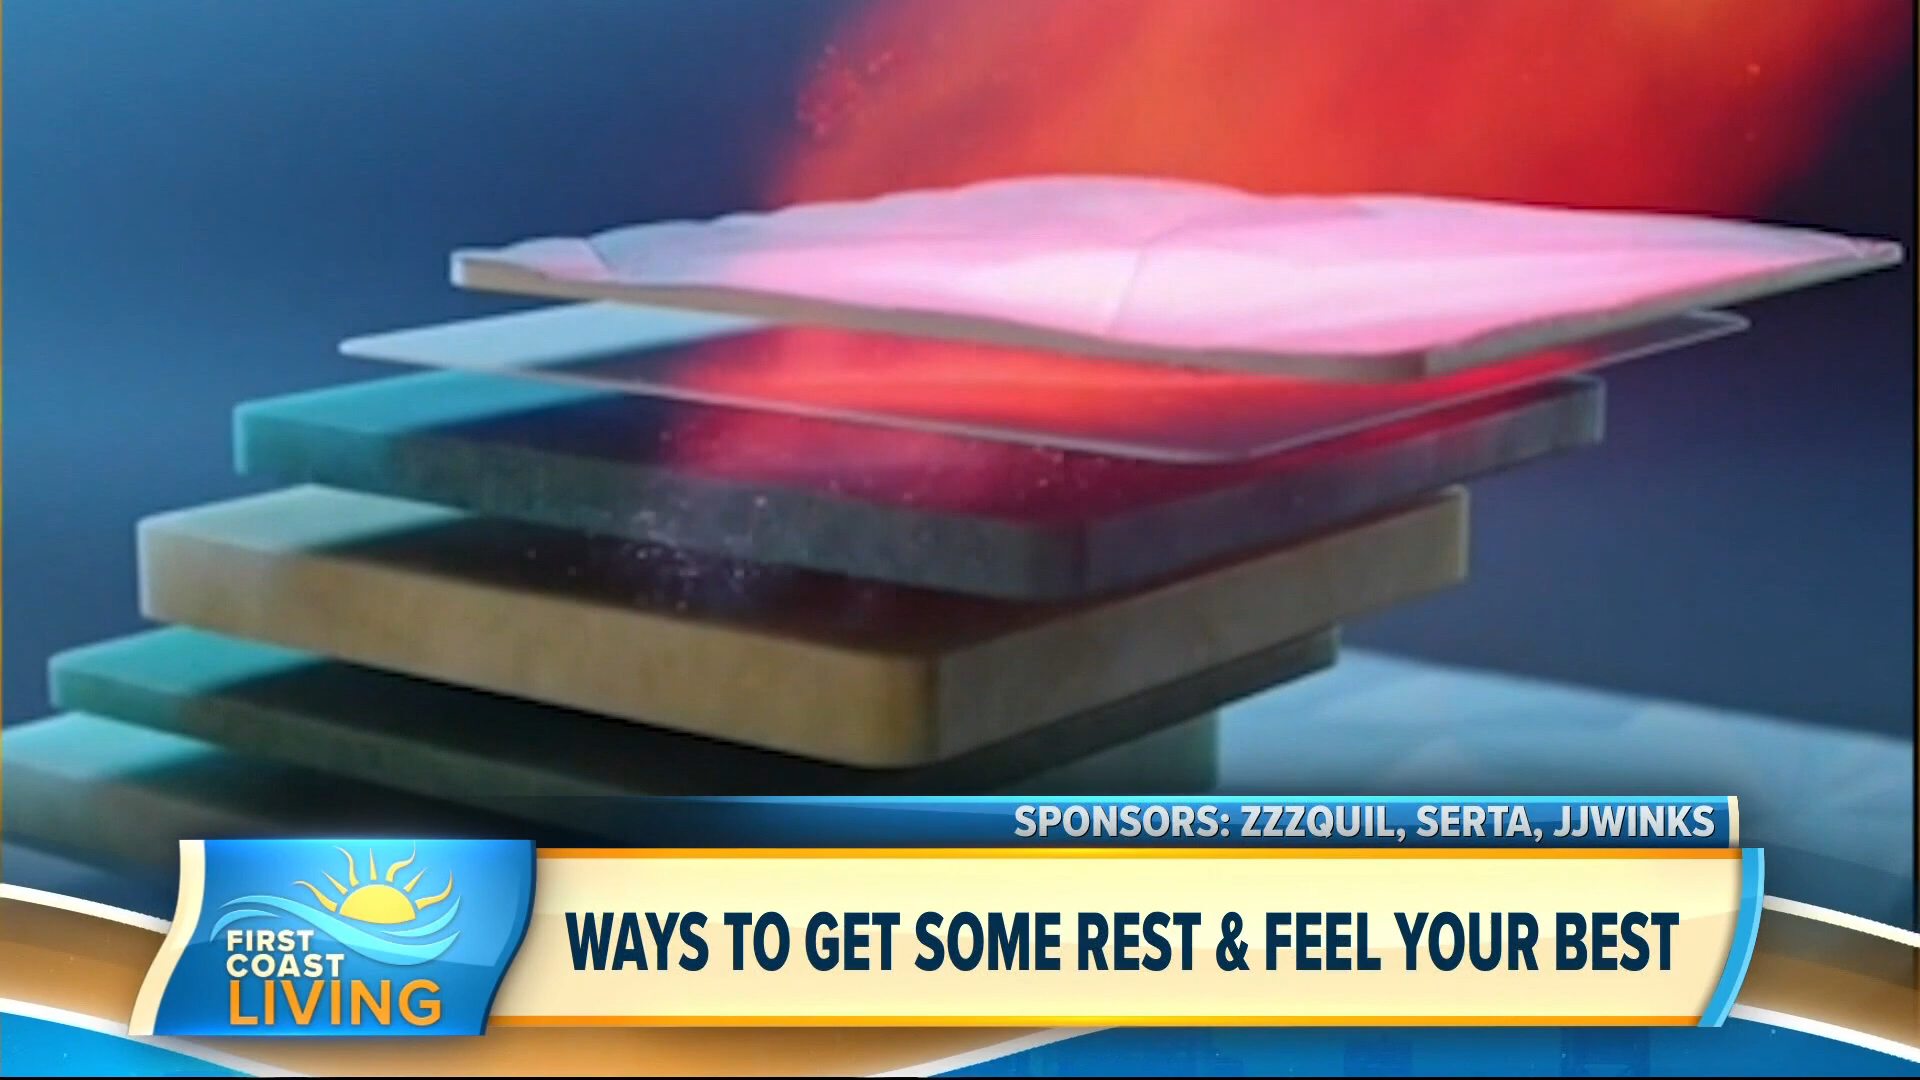 SPONSORS: ZZZQUIL, SERTA, JJWINKS
FIRST
COAST
LIVING
WAYS TO GET SOME REST & FEEL YOUR BEST